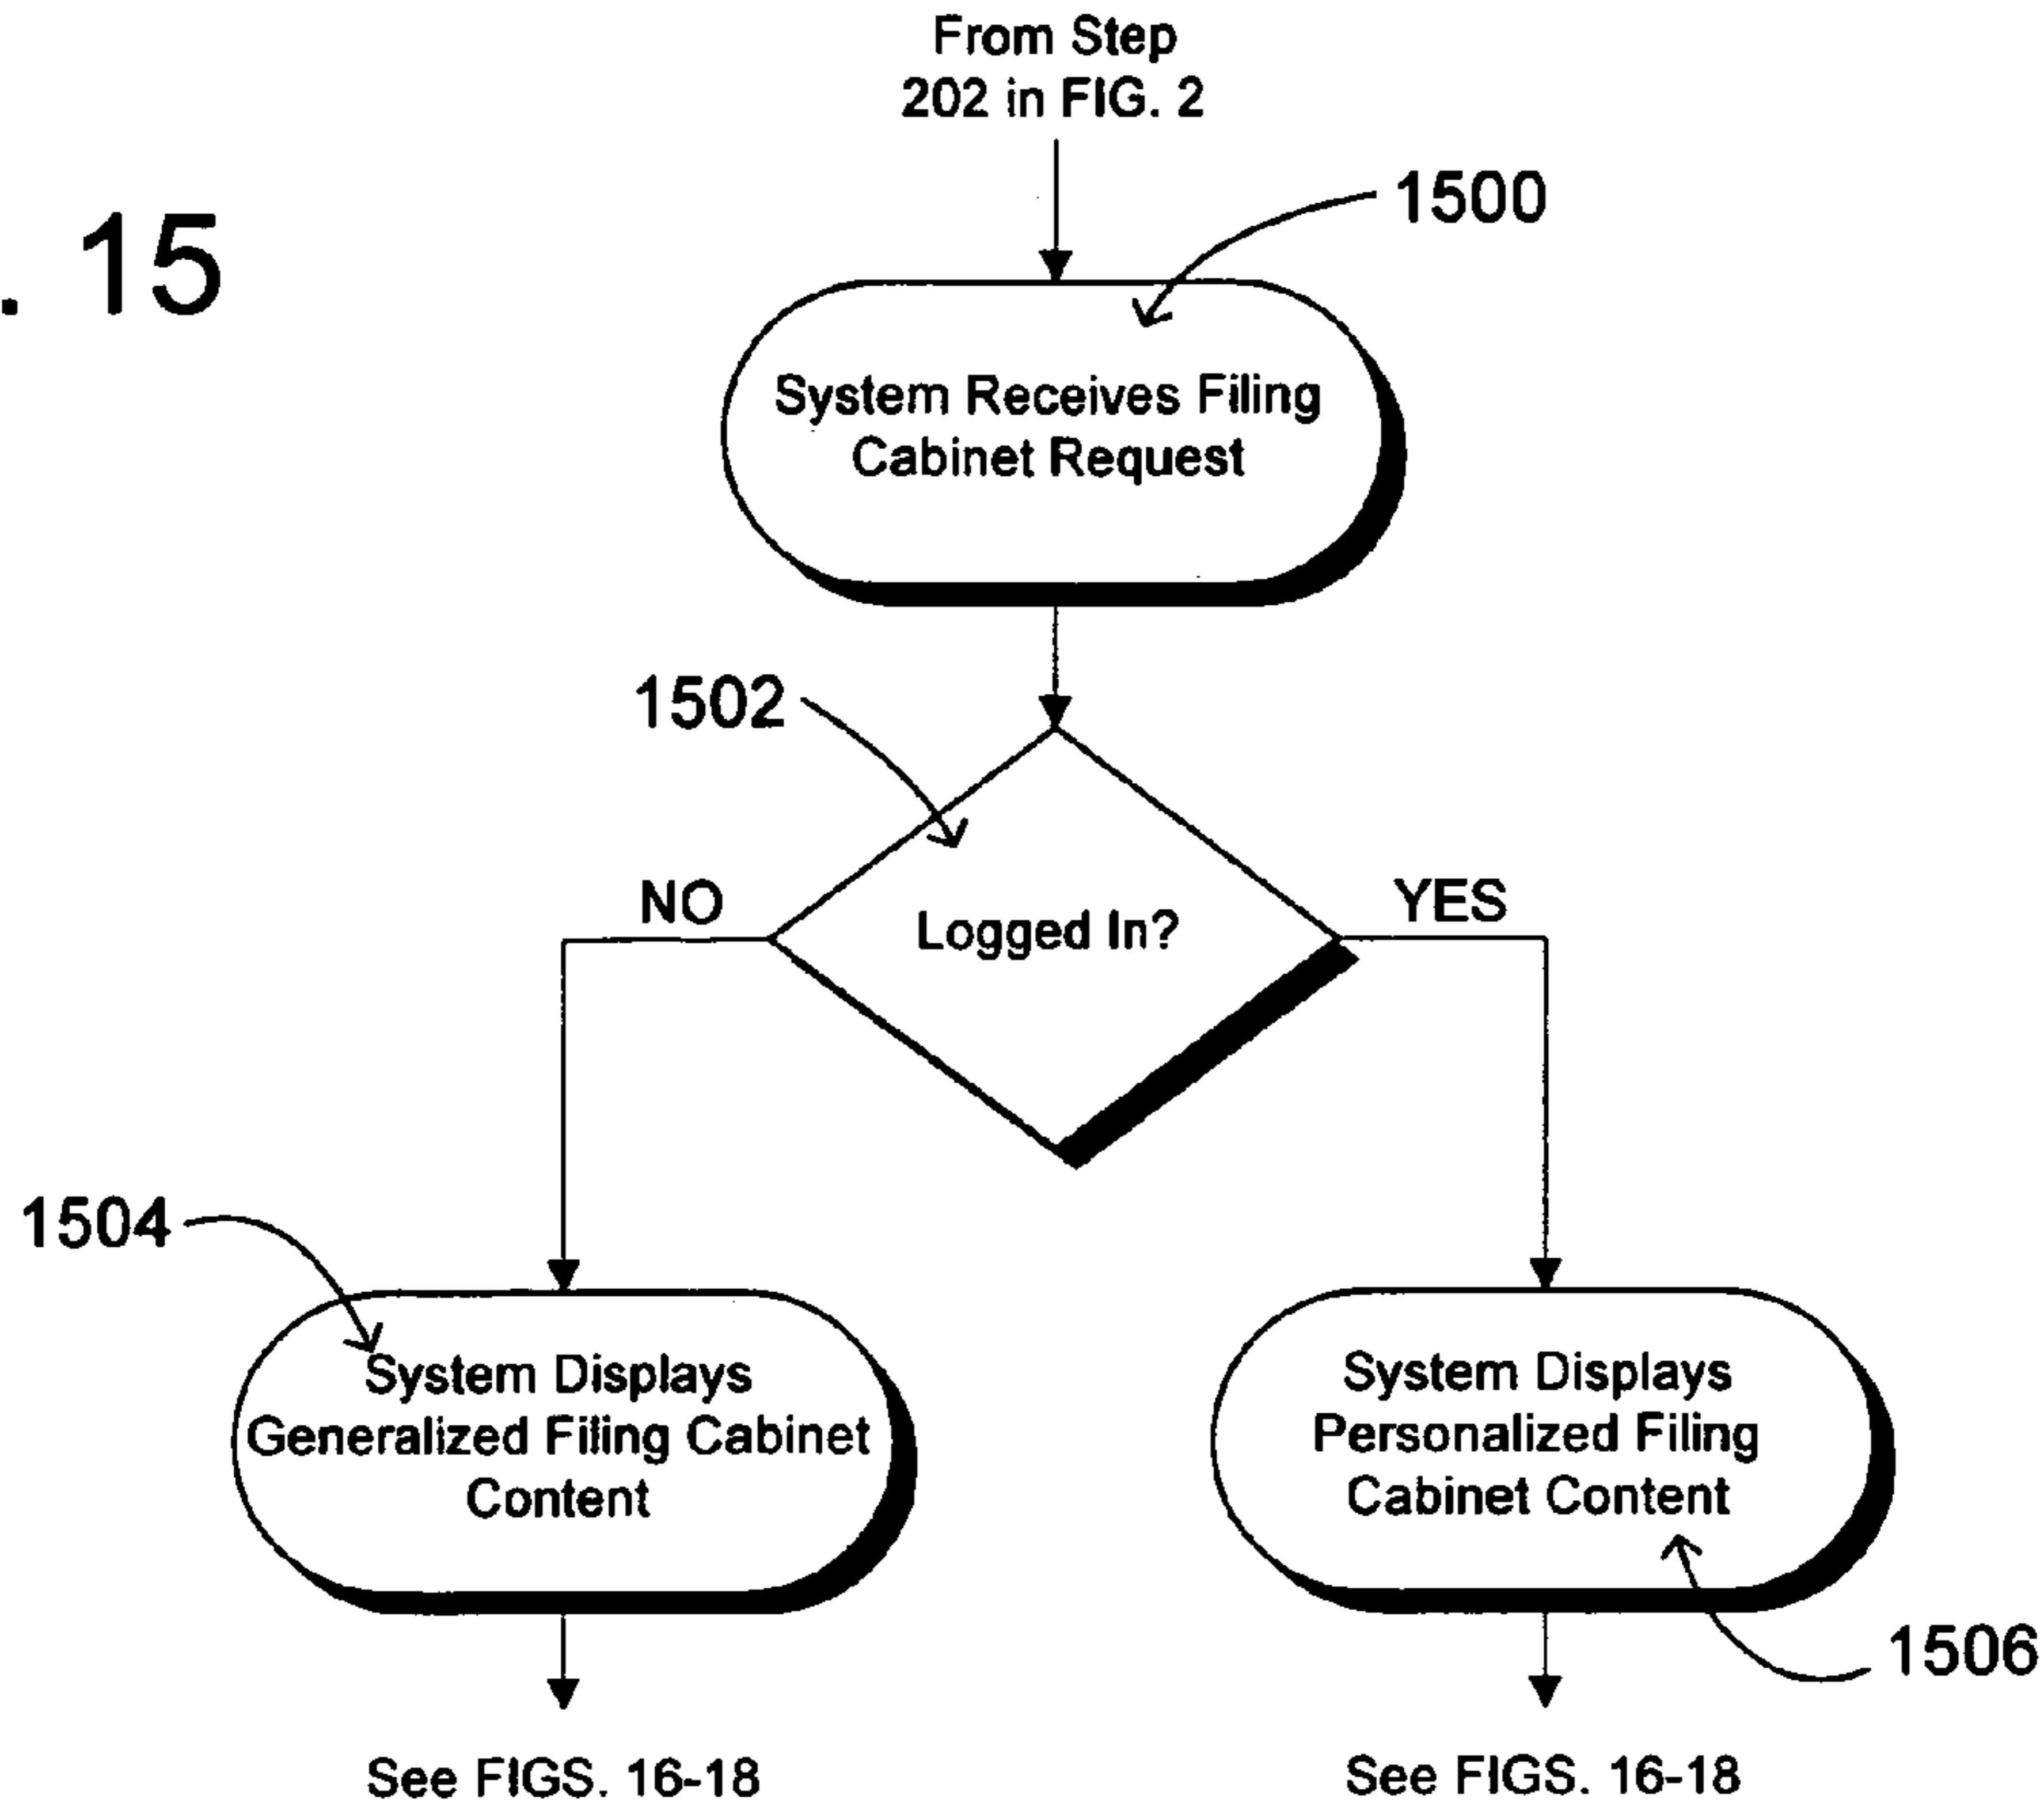 From Step
202 in FIG. 2
1500
. 15
System Receives Filing
Cabinet Request
1502
NO
YES
Logged In?
1504
System Displays
Generalized Filing Cabinet
Content
System Displays
Personalized Filing
Cabinet Content
1506
See FIGS. 16-18
See FIGS. 16-18